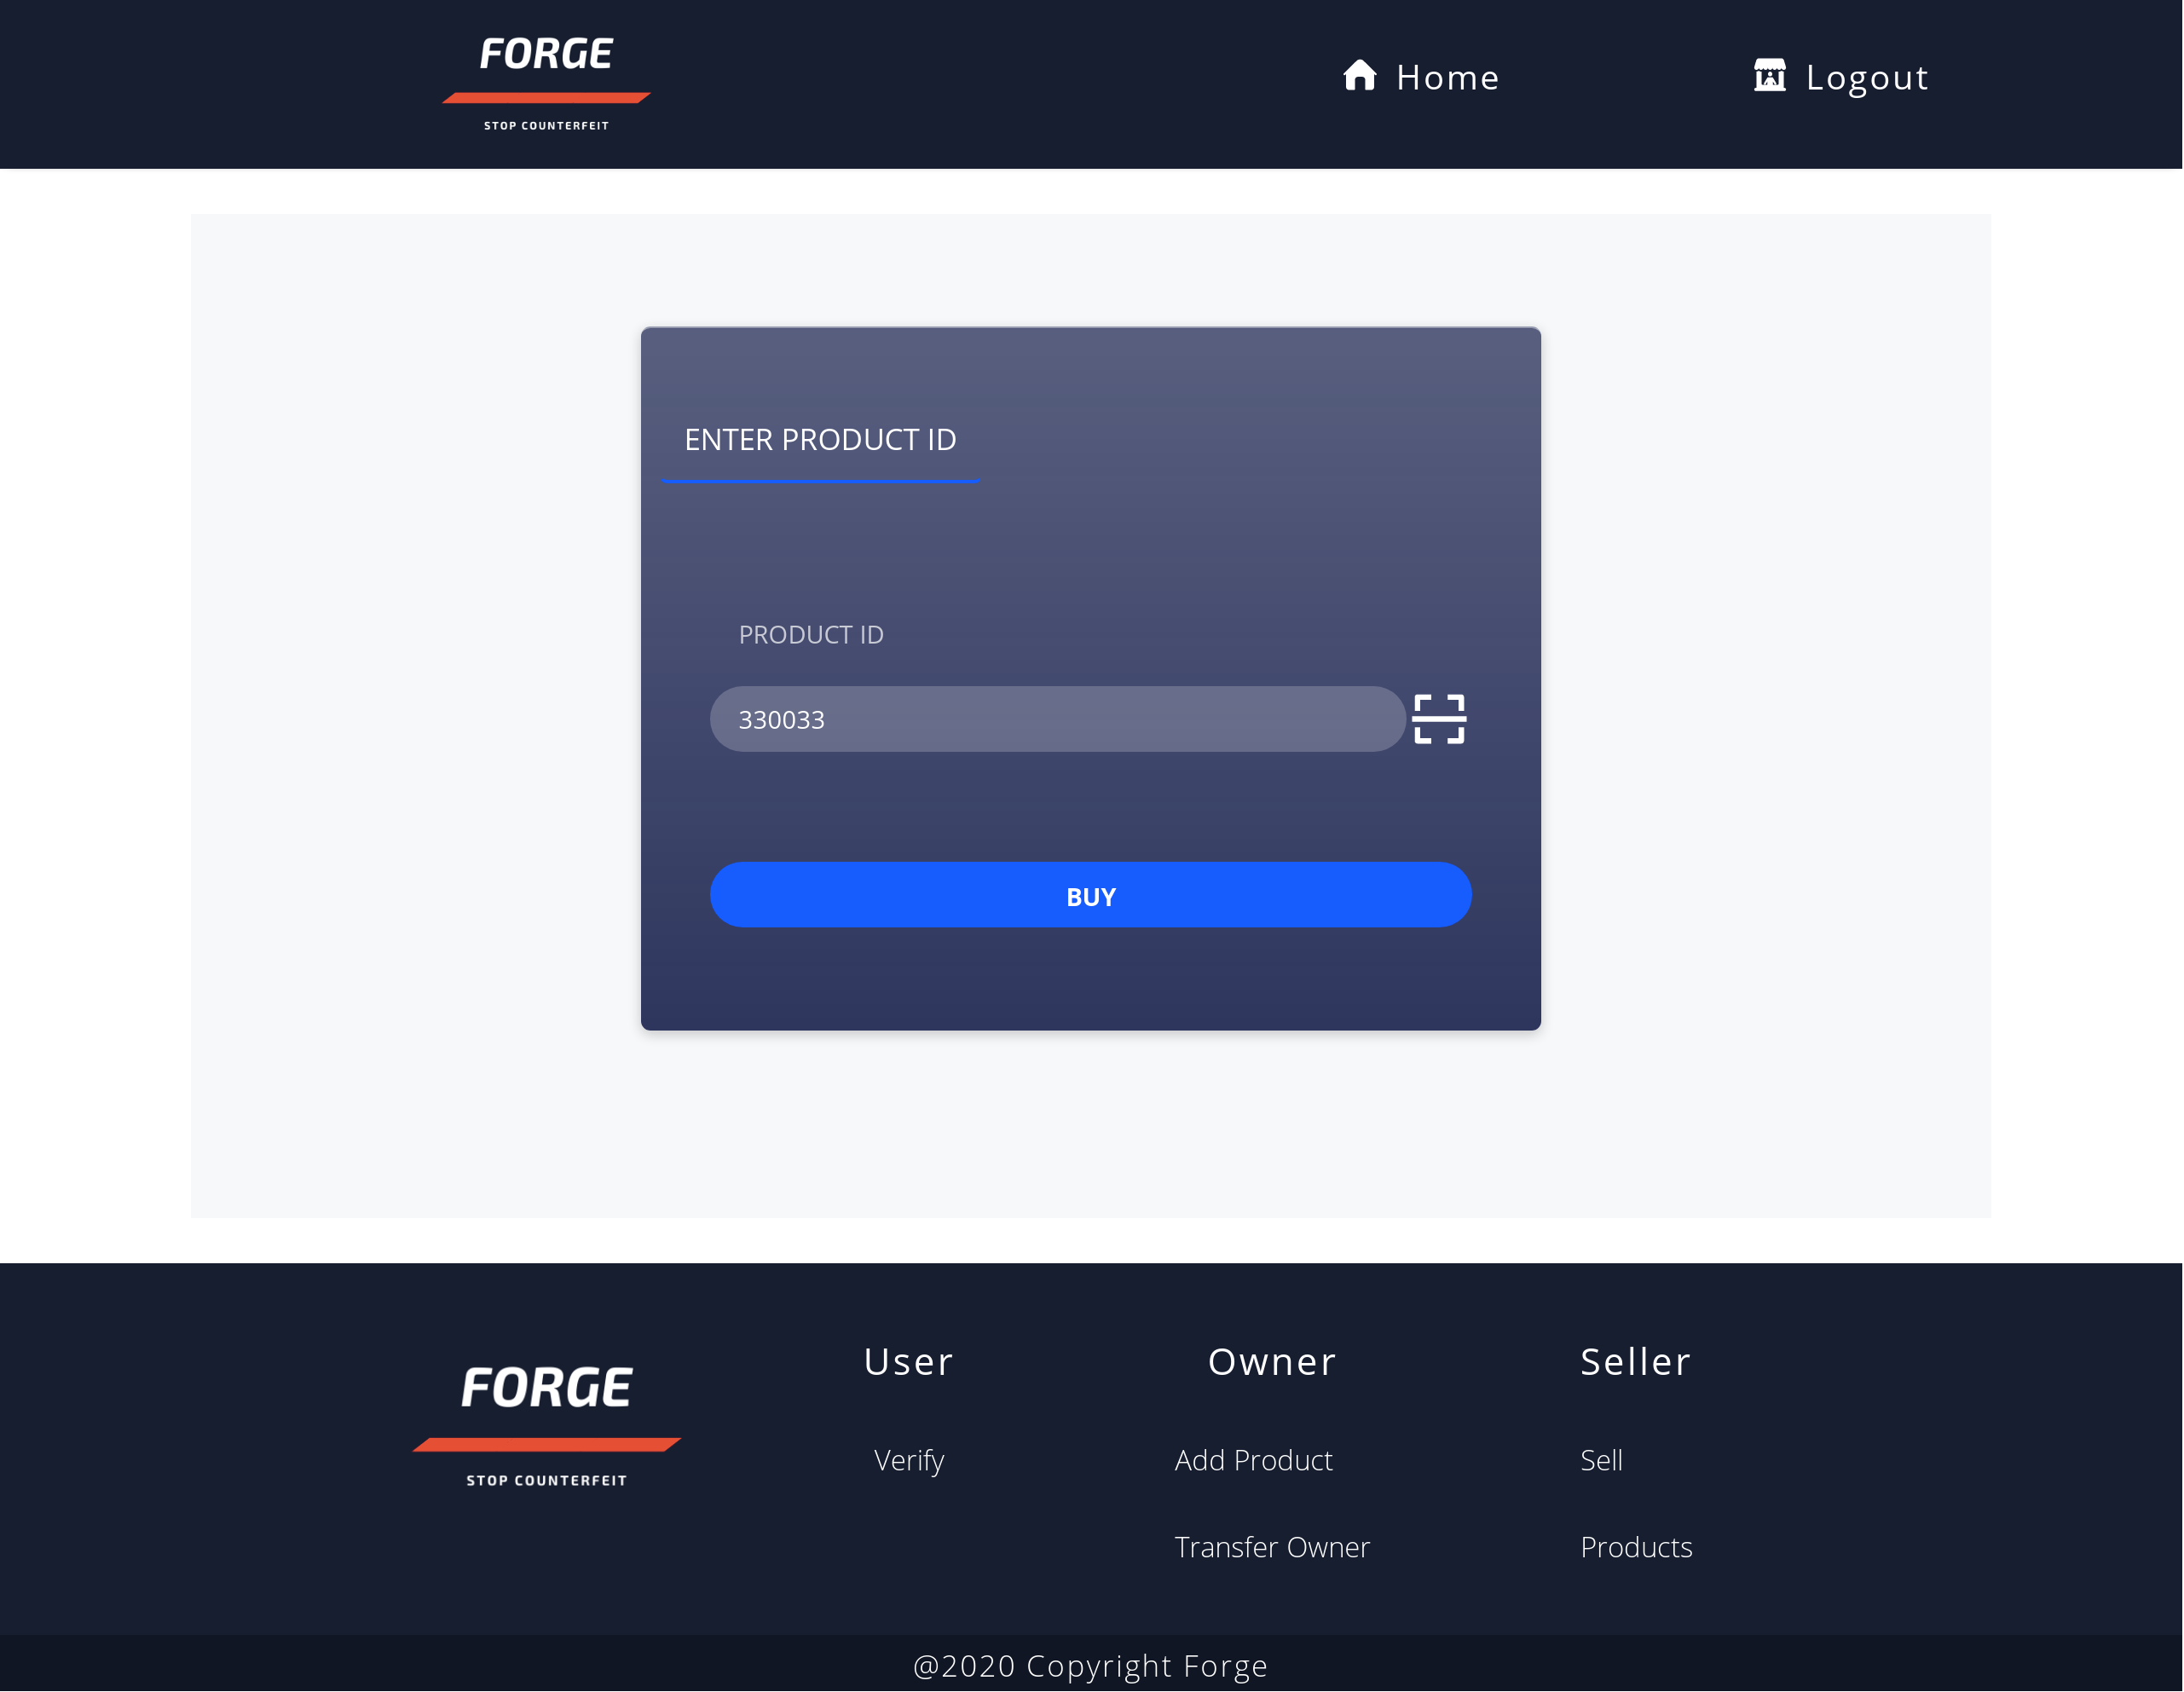 FORGE
STOP COUNTERFEIT
Home
Logout
ENTER PRODUCT ID
PRODUCT ID
330033
BUY
FORGE
STOP COUNTERFEIT
User
Verify
Owner
Add Product
Transfer Owner
Seller
Sell
Products
@2020 Copyright Forge